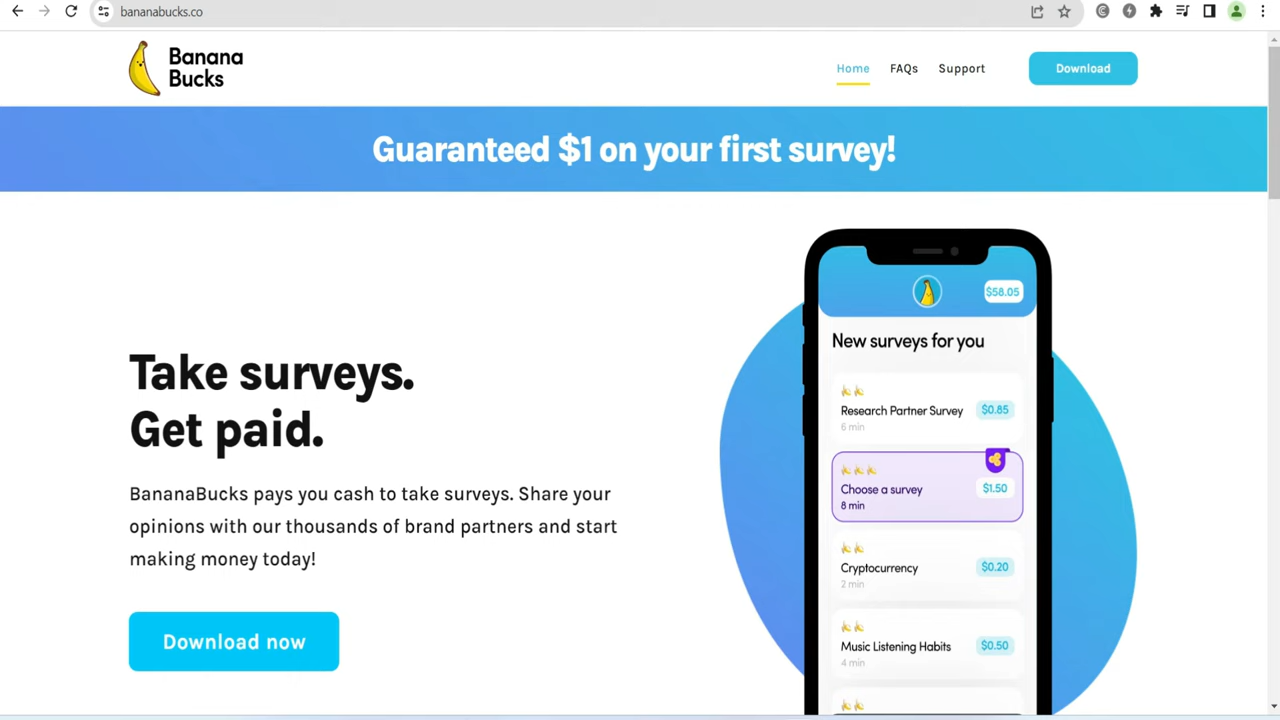 bananabucks.co
Banana
Bucks
Home
FAQs
Support
Download
Guaranteed $1 on your first survey!
Take surveys.
Get paid.
BananaBucks pays you cash to take surveys. Share your
opinions with our thousands of brand partners and start
making money today!
Download now
$58.05
New surveys for you
Research Partner Survey
$0.85
6 min
Choose a survey
$1.50
8 min
Cryptocurrency
$0.20
2 min
Music Listening Habits
$0.50
4 min